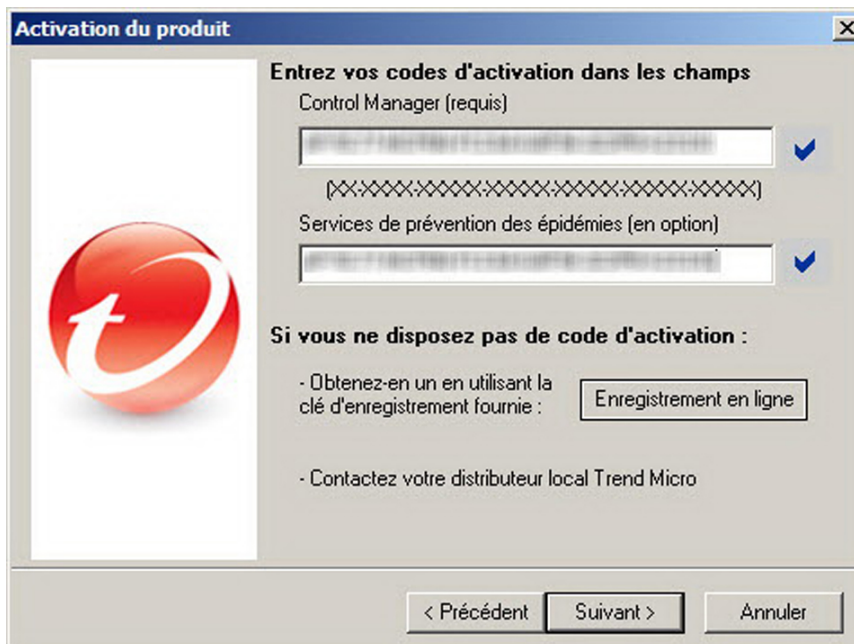 Activation du produit
Entrez vos codes d'activation dans les champs
Control Manager (requis)
(XX-XXXX-XXXXX-XXXXX-XXXXX-XXXXX-XXXXX)
Services de prévention des épidémies (en option)
Si vous ne disposez pas de code d'activation :
- Obtenez-en un en utilisant la
clé d'enregistrement fournie :
Enregistrement en ligne
- Contactez votre distributeur local Trend Micro
< Précédent
Suivant >
Annuler